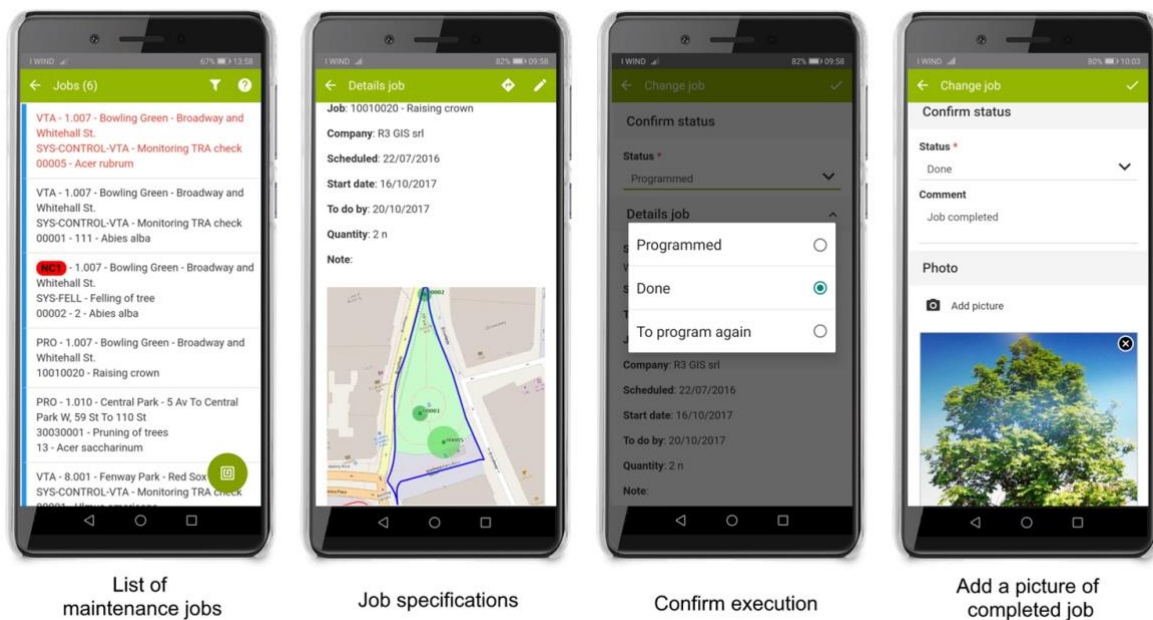 I WIND 67% 13:58
Jobs (6)
VTA - 1.007 - Bowling Green - Broadway and
Whitehall St.
SYS-CONTROL-VTA - Monitoring TRA check
00005 - Acer rubrum
VTA - 1.007 - Bowling Green - Broadway and
Whitehall St.
SYS-CONTROL-VTA - Monitoring TRA check
00001 - 111 - Abies alba
NC1 - 1.007 - Bowling Green - Broadway and
Whitehall St.
SYS-FELL - Felling of tree
00002 - 2 - Abies alba
PRO - 1.007 - Bowling Green - Broadway and
Whitehall St.
10010020 - Raising crown
PRO - 1.010 - Central Park - 5 Av To Central
Park W, 59 St To 110 St
30030001 - Pruning of trees
13 - Acer saccharinum
VTA - 8.001 - Fenway Park - Red Sox
SYS-CONTROL-VTA - Monitoring TRA check
List of
maintenance jobs
I WIND 82% 09:58
Details job
Job: 10010020 - Raising crown
Company: R3 GIS srl
Scheduled: 22/07/2016
Start date: 16/10/2017
To do by: 20/10/2017
Quantity: 2 n
Note:
00002
Job specifications
I WIND 82% 09:58
Change job
Confirm status
Status *
Programmed
Details job
Programmed
Done
To program again
Company: R3 GIS srl
Scheduled: 22/07/2016
Start date: 16/10/2017
To do by: 20/10/2017
Quantity: 2 n
Note:
Confirm execution
I WIND 80% 10:03
Change job
Confirm status
Status *
Done
Comment
Job completed
Photo
Add picture
Add a picture of
completed job